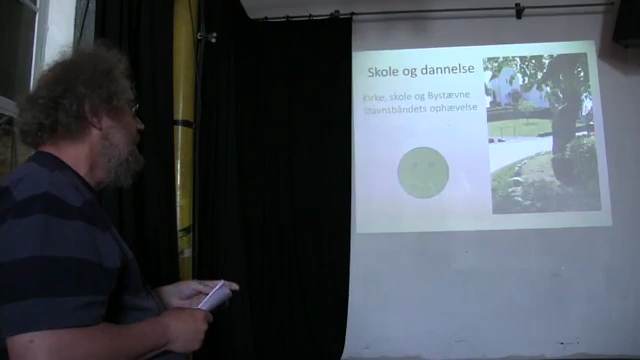 Skole og dannelse
Kirke, skole og Bystævne
Stavnsbåndets ophævelse